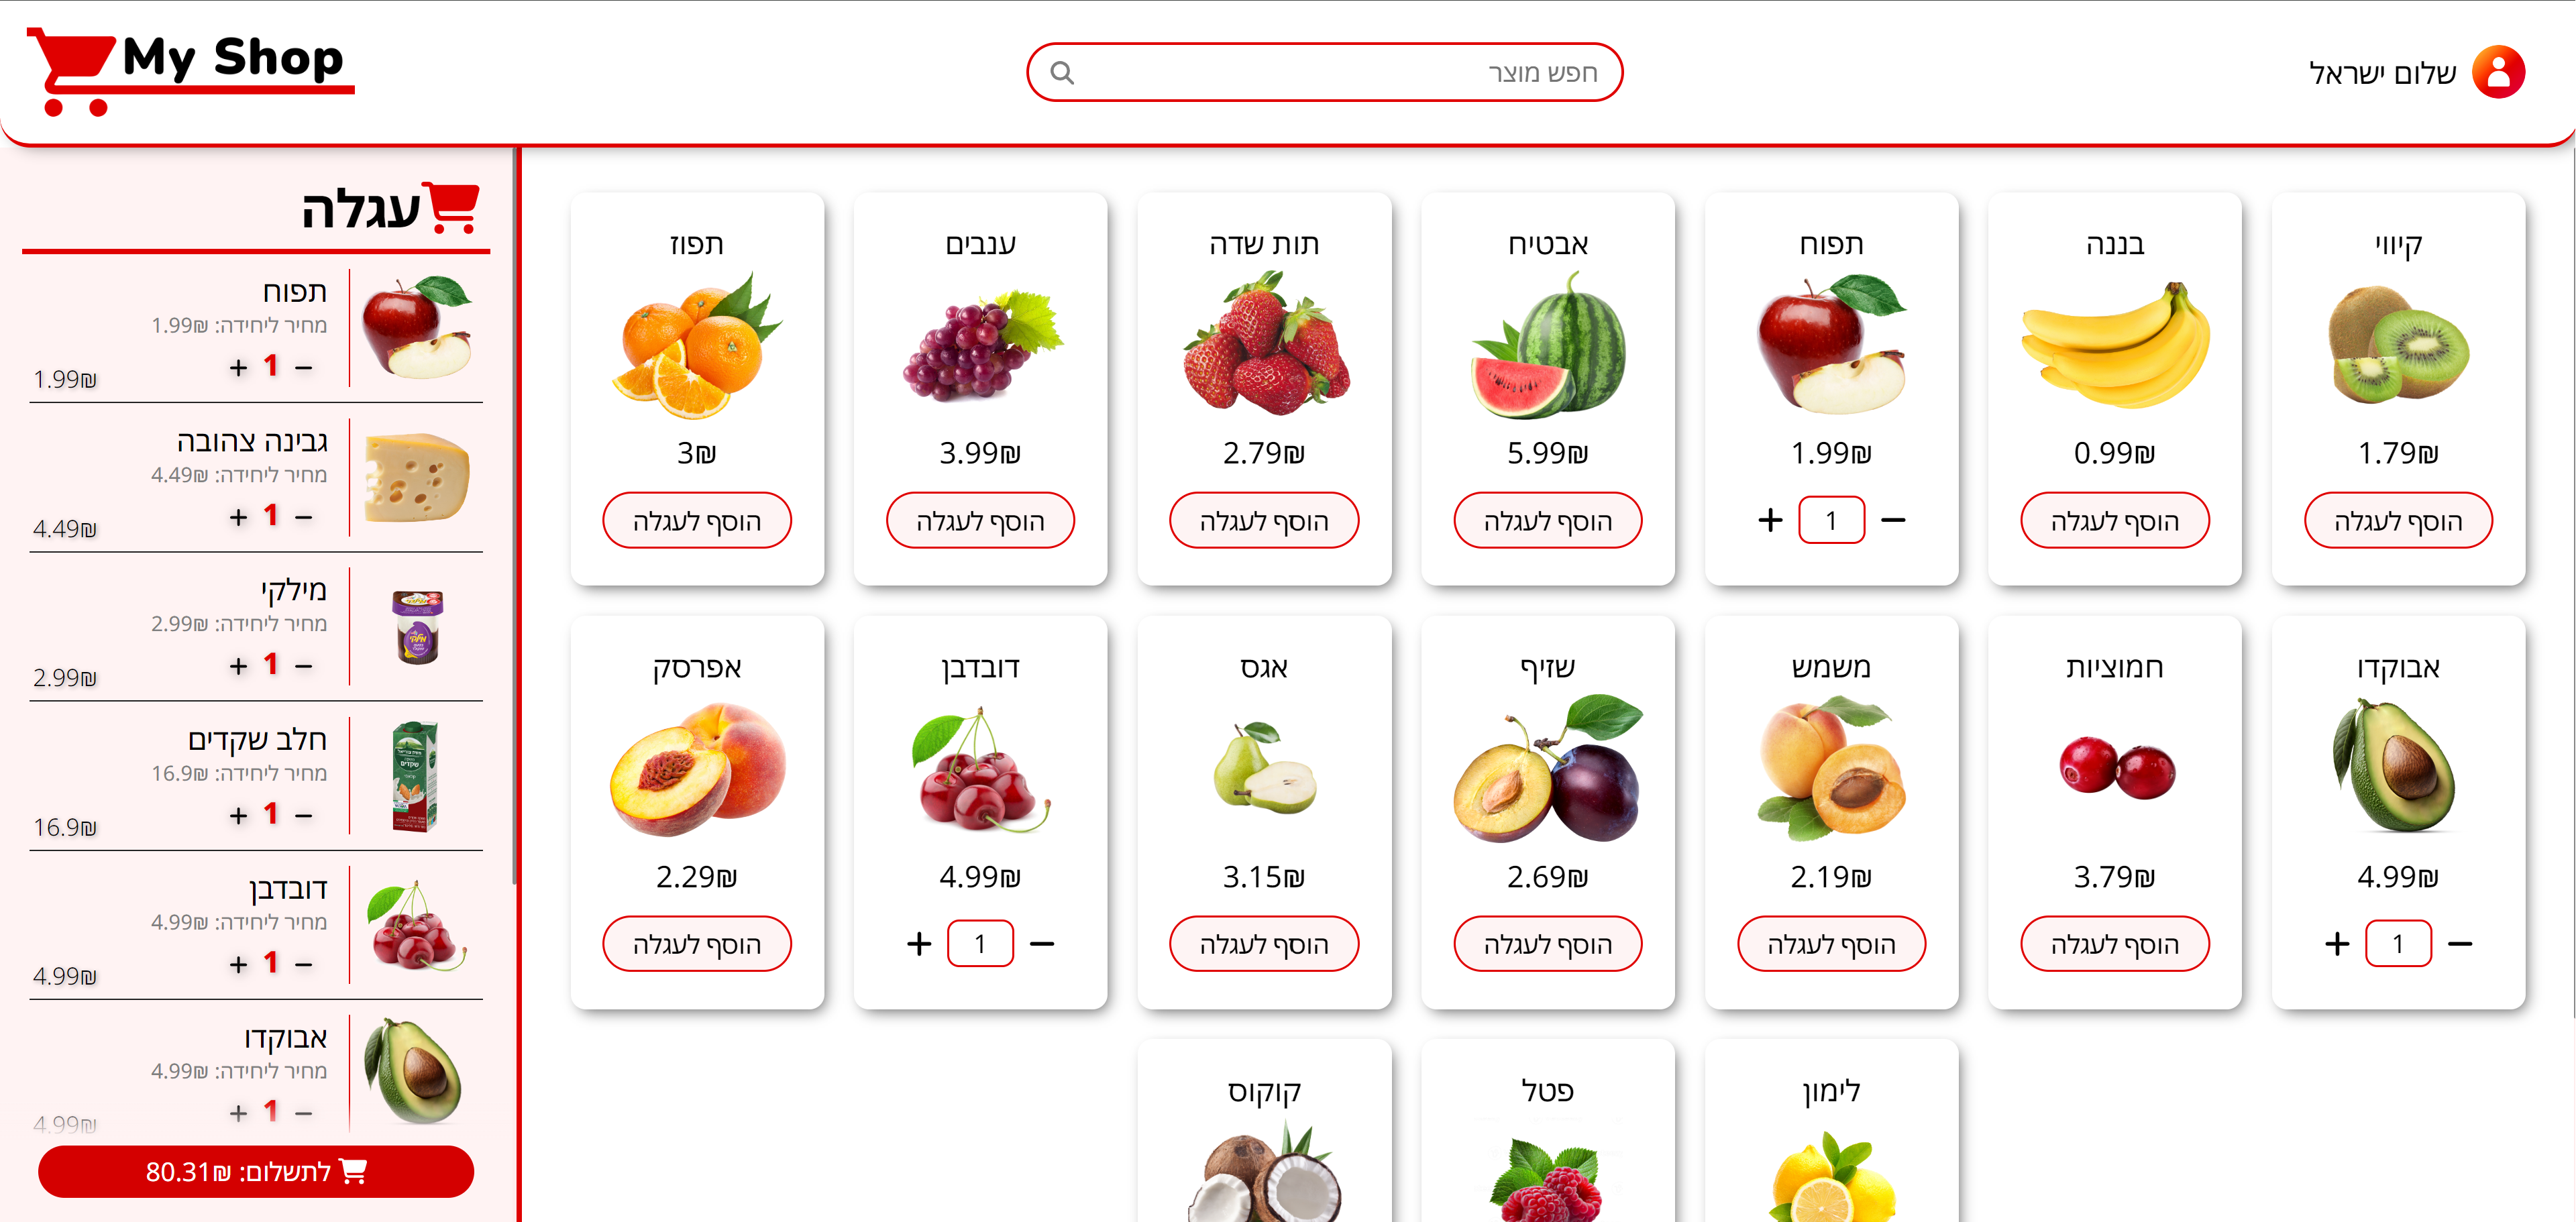 My Shop
חפש מוצר
שלום ישראל
קיווי
₪1.79
הוסף לעגלה
בננה
₪0.99
הוסף לעגלה
תפוח
₪1.99
+ 1 −
אבטיח
₪5.99
הוסף לעגלה
תות שדה
₪2.79
הוסף לעגלה
ענבים
₪3.99
הוסף לעגלה
תפוז
₪3
הוסף לעגלה
אבוקדו
₪4.99
+ 1 −
חמוציות
₪3.79
הוסף לעגלה
משמש
₪2.19
הוסף לעגלה
שזיף
₪2.69
הוסף לעגלה
אגס
₪3.15
הוסף לעגלה
דובדבן
₪4.99
+ 1 −
אפרסק
₪2.29
הוסף לעגלה
לימון
פטל
קוקוס
עגלה
תפוח
מחיר ליחידה: ₪1.99
+ 1 −
₪1.99
גבינה צהובה
מחיר ליחידה: ₪4.49
+ 1 −
₪4.49
מילקי
מחיר ליחידה: ₪2.99
+ 1 −
₪2.99
חלב שקדים
מחיר ליחידה: ₪16.9
+ 1 −
₪16.9
דובדבן
מחיר ליחידה: ₪4.99
+ 1 −
₪4.99
אבוקדו
מחיר ליחידה: ₪4.99
+ 1 −
₪4.99
לתשלום: ₪80.31